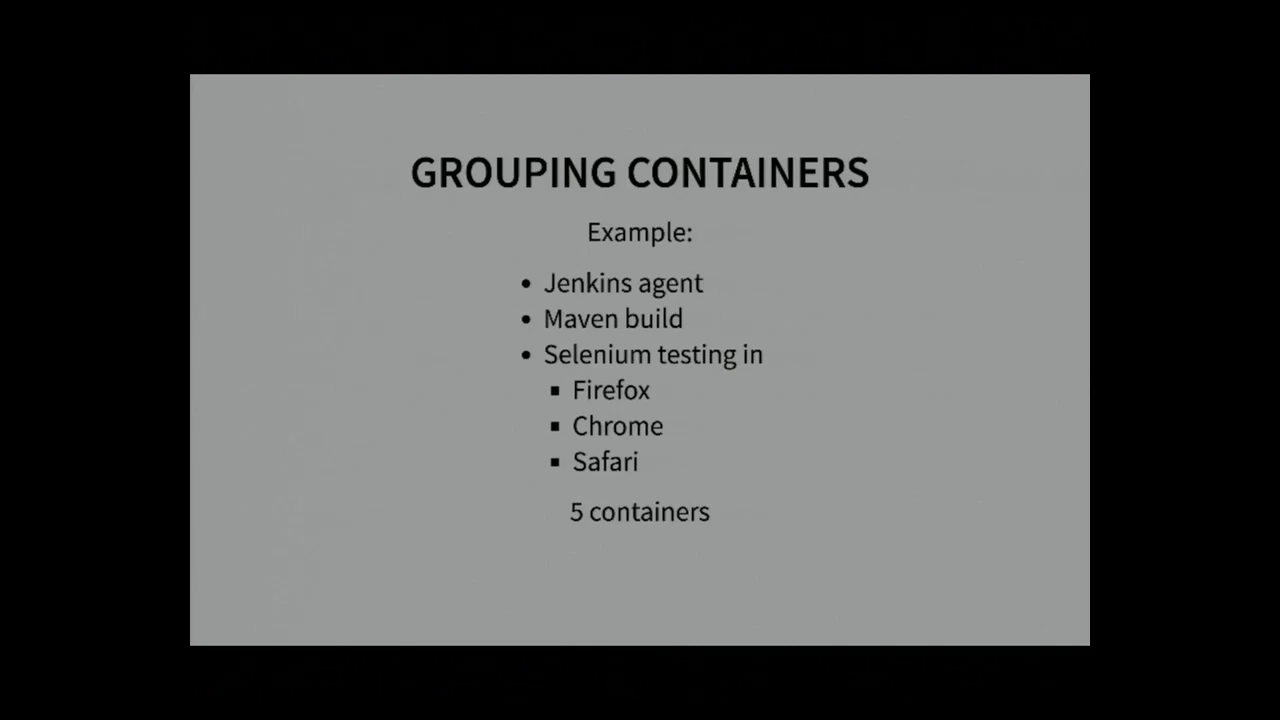 GROUPING CONTAINERS
Example:
• Jenkins agent
• Maven build
• Selenium testing in
▪ Firefox
▪ Chrome
▪ Safari
5 containers